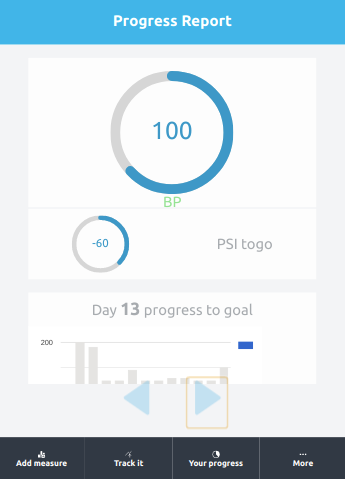 Progress Report
100
BP
-60
PSI togo
Day 13 progress to goal
200
Add measure
Track it
Your progress
More